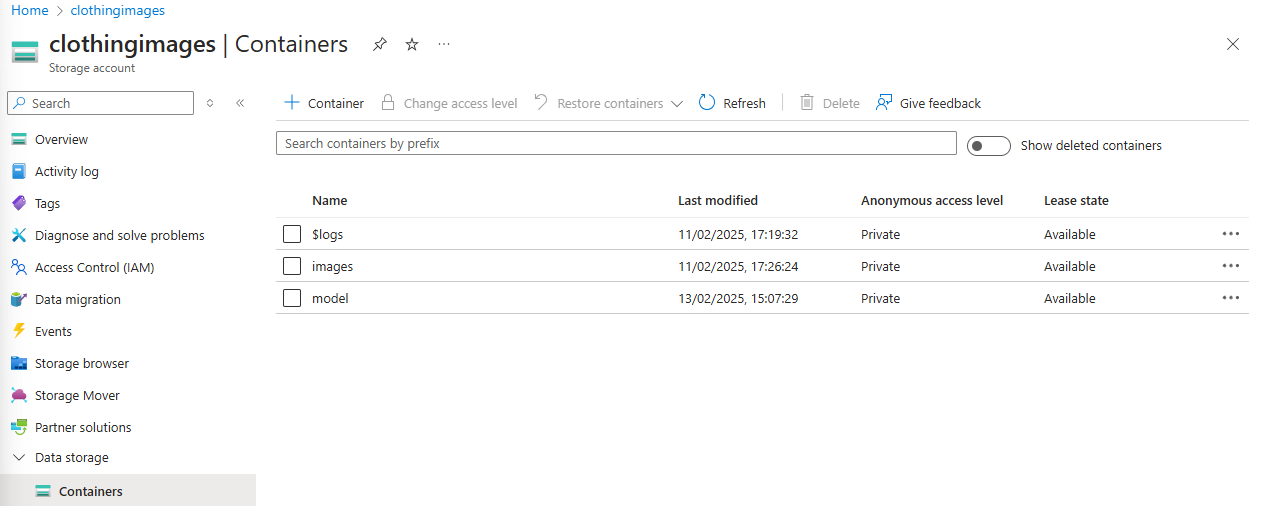 Home > clothingimages
clothingimages | Containers
Storage account
Search
Overview
Activity log
Tags
Diagnose and solve problems
Access Control (IAM)
Data migration
Events
Storage browser
Storage Mover
Partner solutions
Data storage
Containers
+ Container Change access level Restore containers Refresh Delete Give feedback
Search containers by prefix
Show deleted containers
Name Last modified Anonymous access level Lease state
$logs 11/02/2025, 17:19:32 Private Available
images 11/02/2025, 17:26:24 Private Available
model 13/02/2025, 15:07:29 Private Available